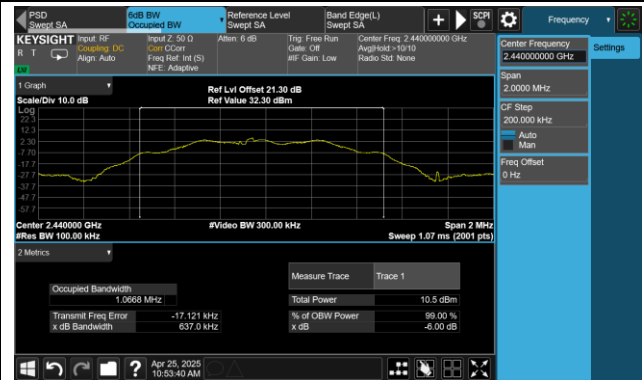 PSD
Swept SA
6dB BW
Occupied BW
Reference Level
Swept SA
Band Edge(L)
Swept SA
SCPI
Frequency
KEYSIGHT
R T
Input: RF
Coupling: DC
Align: Auto
Input Z: 50 Ω
Corr CCorr
Freq Ref: Int (S)
NFE: Adaptive
Atten: 6 dB
Trig: Free Run
Gate: Off
#IF Gain: Low
Center Freq: 2.440000000 GHz
Avg|Hold:>10/10
Radio Std: None
Center Frequency
2.440000000 GHz
Settings
Span
2.0000 MHz
CF Step
200.000 kHz
Auto
Man
Freq Offset
0 Hz
1 Graph
Scale/Div 10.0 dB
Ref Lvl Offset 21.30 dB
Ref Value 32.30 dBm
Log
22.3
12.3
2.30
-7.70
-17.7
-27.7
-37.7
-47.7
-57.7
Center 2.440000 GHz
#Res BW 100.00 kHz
#Video BW 300.00 kHz
Span 2 MHz
Sweep 1.07 ms (2001 pts)
2 Metrics
Measure Trace
Trace 1
Occupied Bandwidth
1.0668 MHz
Total Power
10.5 dBm
Transmit Freq Error
-17.121 kHz
% of OBW Power
99.00 %
x dB Bandwidth
637.0 kHz
x dB
-6.00 dB
?
Apr 25, 2025
10:53:40 AM